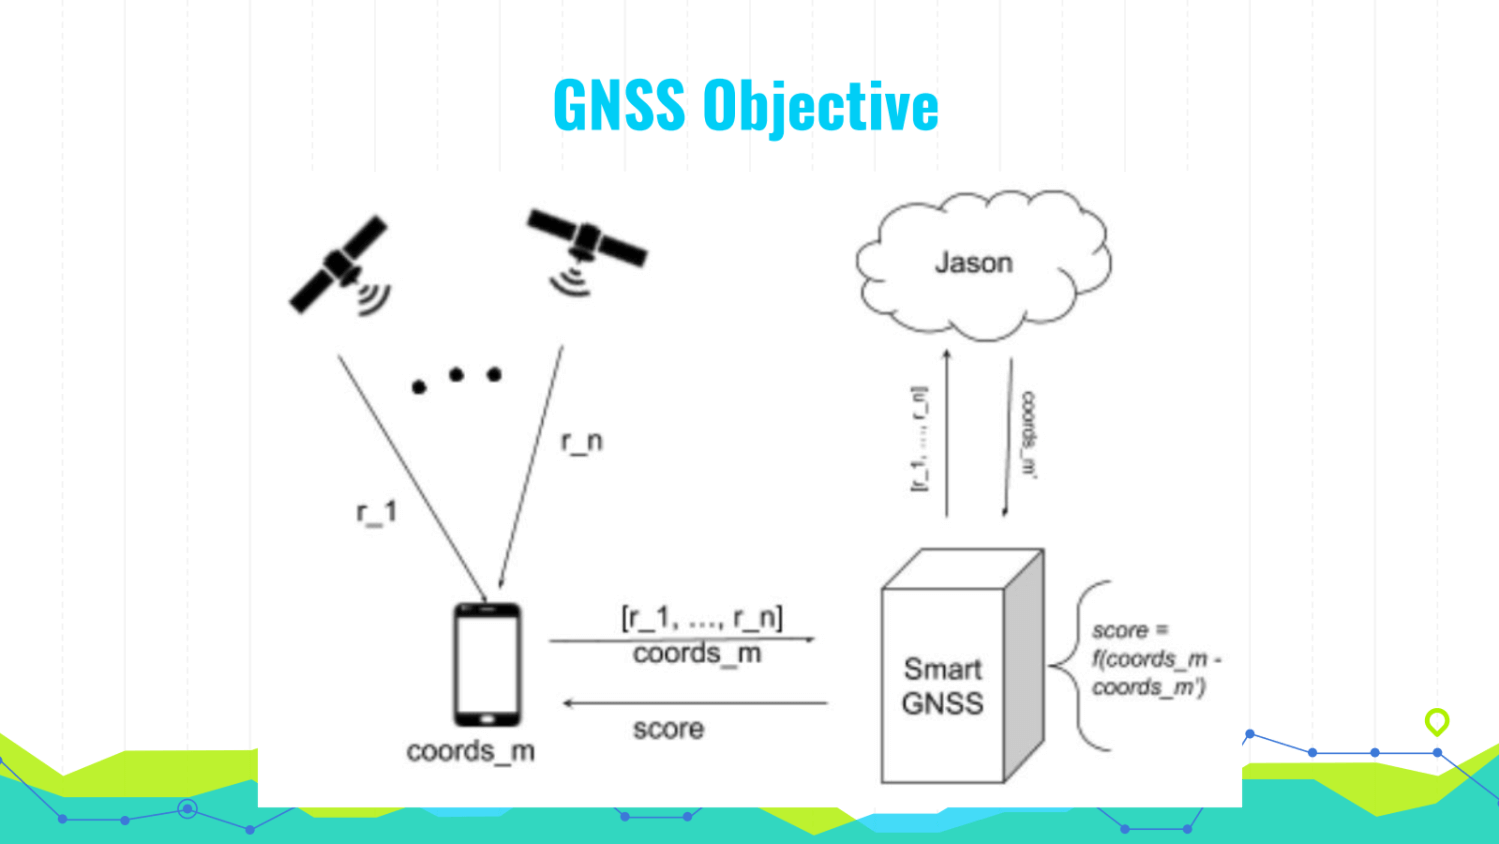 GNSS Objective
Jason
[r_1, ..., r_n]
coords_m'
r_n
r_1
[r_1, ..., r_n]
coords_m
score
coords_m
Smart
GNSS
score =
f(coords_m -
coords_m')